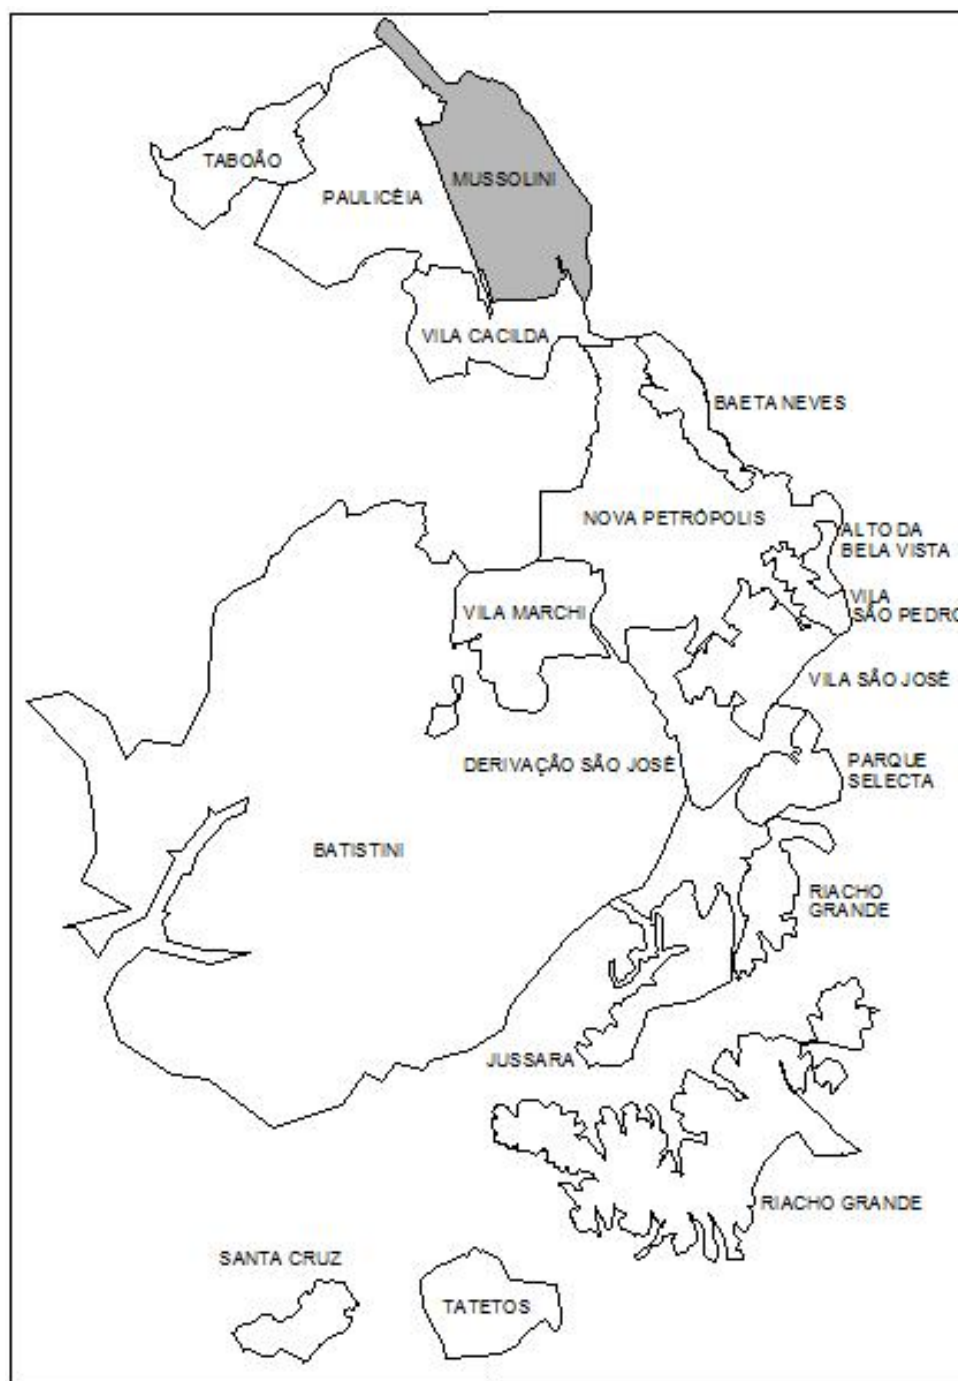 TABOÃO
MUSSOLINI
PAULICÉIA
VILA CACILDA
BAETA NEVES
NOVA PETRÓPOLIS
ALTO DA
BELA VISTA
VILA
SÃO PEDRO
VILA MARCHI
VILA SÃO JOSÉ
DERIVAÇÃO SÃO JOSÉ
PARQUE
SELECTA
BATISTINI
RIACHO
GRANDE
JUSSARA
RIACHO GRANDE
SANTA CRUZ
TATETOS